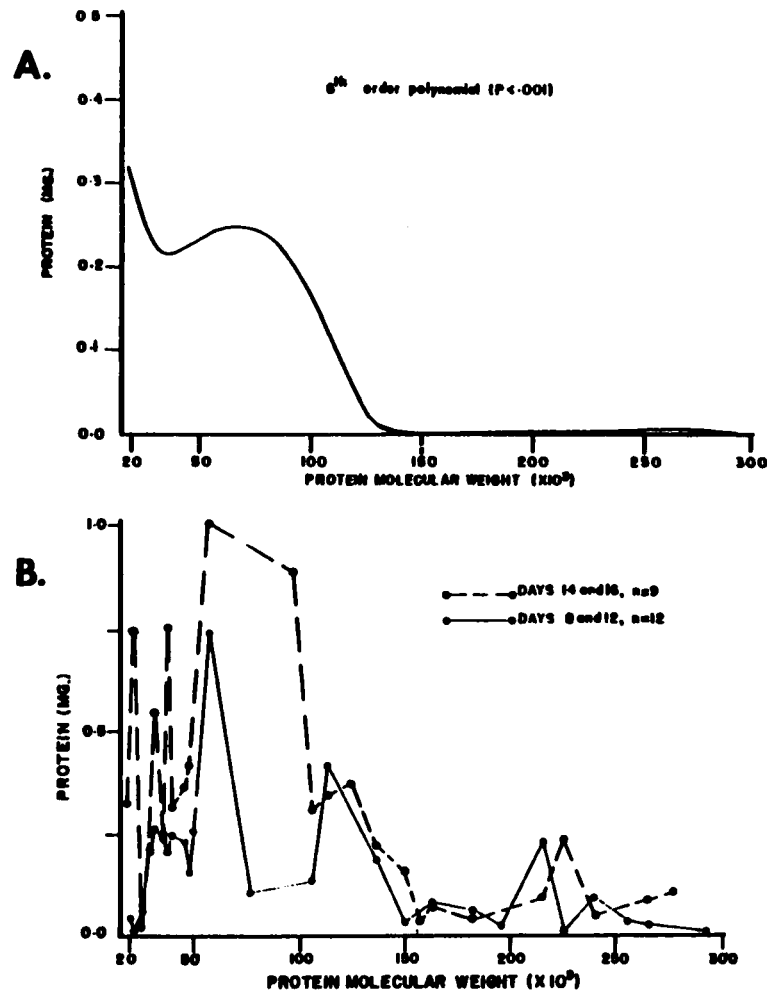 A.
0·5
0·4
0·3
0·2
0·1
0·0
PROTEIN (MG.)
6th order polynomial (P<·001)
20 50 100 150 200 250 300
PROTEIN MOLECULAR WEIGHT (X10³)
B.
1·0
0·5
0·0
PROTEIN (MG.)
DAYS 14 and 16, n=9
DAYS 8 and 12, n=12
20 50 100 150 200 250 300
PROTEIN MOLECULAR WEIGHT (X10³)